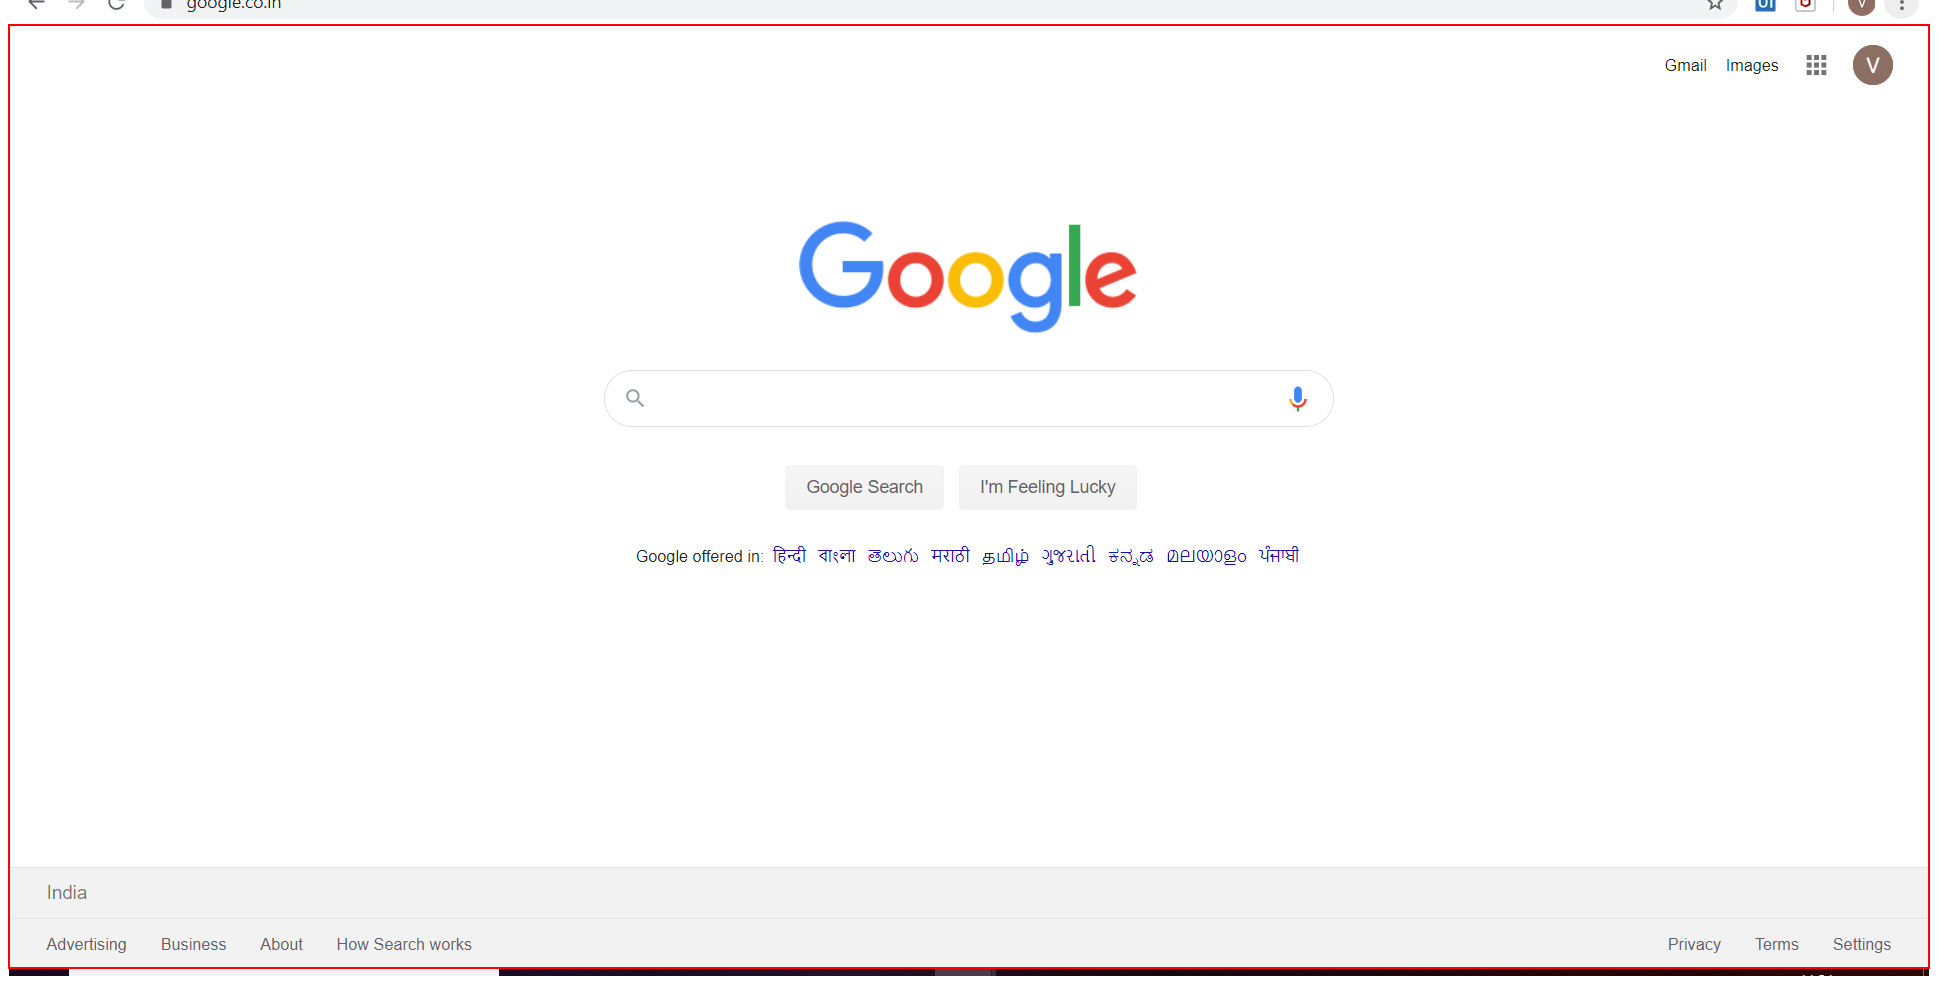 google.co.in
Gmail Images
V
Google
Google Search I'm Feeling Lucky
Google offered in: हिन्दी বাংলা తెలుగు मराठी தமிழ் ગુજરાતી ಕನ್ನಡ മലയാളം ਪੰਜਾਬੀ
India
Advertising Business About How Search works Privacy Terms Settings